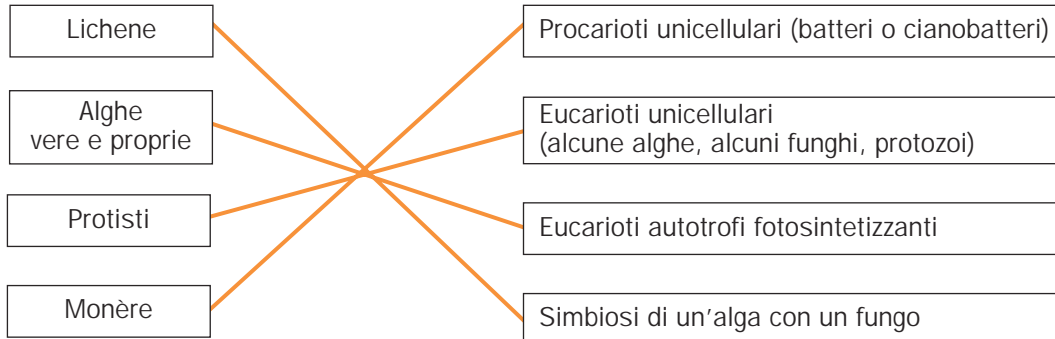 Lichene
Procarioti unicellulari (batteri o cianobatteri)
Alghe
vere e proprie
Eucarioti unicellulari
(alcune alghe, alcuni funghi, protozoi)
Protisti
Eucarioti autotrofi fotosintetizzanti
Monère
Simbiosi di un'alga con un fungo